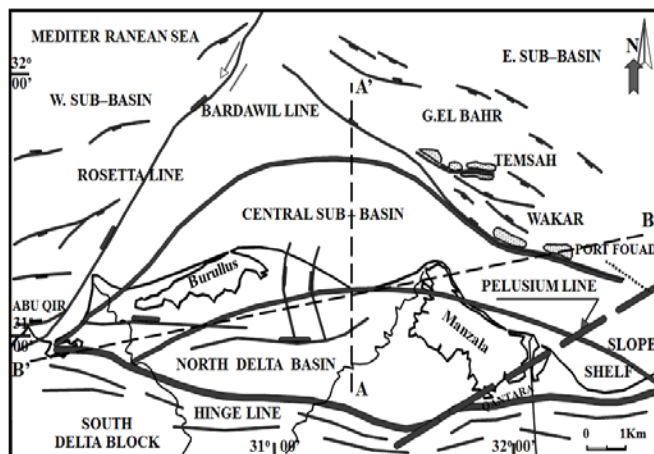 MEDITER RANEAN SEA
E. SUB-BASIN
N
32°
00'
A'
W. SUB-BASIN
BARDAWIL LINE
G.EL BAHR
TEMSAH
ROSETTA LINE
CENTRAL SUB-BASIN
WAKAR
B
PORT FOUAD
Burullus
PELUSIUM LINE
ABU QIR
31°
00'
Manzala
SLOPE
B'
NORTH DELTA BASIN
SHELF
A
QANTARA
HINGE LINE
SOUTH
DELTA BLOCK
31° 00'
32° 00'
0 1Km